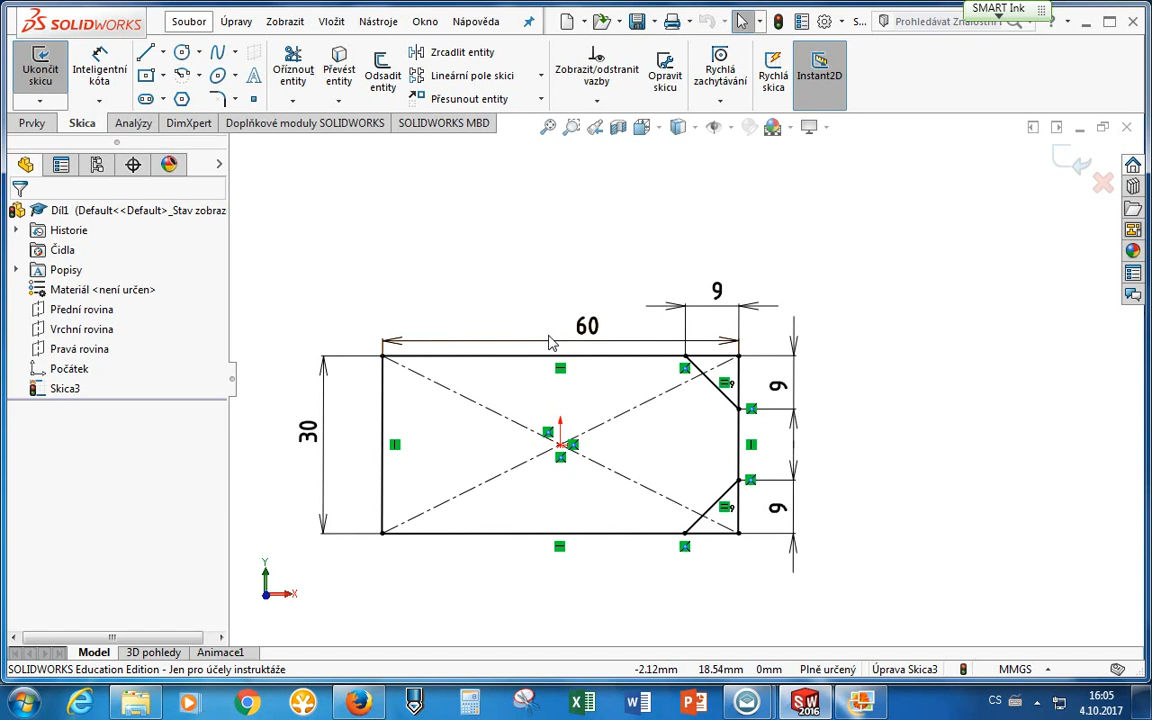 SMART Ink
SOLIDWORKS Soubor Úpravy Zobrazit Vložit Nástroje Okno Nápověda S... Prohledávat Znalostní
Ukončit skicu
Inteligentní kóta
Oříznout entity
Převést entity
Odsadit entity
Zrcadlit entity
Lineární pole skici
Přesunout entity
Zobrazit/odstranit vazby
Opravit skicu
Rychlá zachytávání
Rychlá skica
Instant2D
Prvky Skica Analýzy DimXpert Doplňkové moduly SOLIDWORKS SOLIDWORKS MBD
Díl1 (Default<<Default>_Stav zobraz
Historie
Čidla
Popisy
Materiál <není určen>
Přední rovina
Vrchní rovina
Pravá rovina
Počátek
Skica3
9
60
9
30
9
Y
X
Model 3D pohledy Animace1
SOLIDWORKS Education Edition - Jen pro účely instruktáže -2.12mm 18.54mm 0mm Plně určený Úprava Skica3 MMGS
SW 2016
CS 16:05
4.10.2017